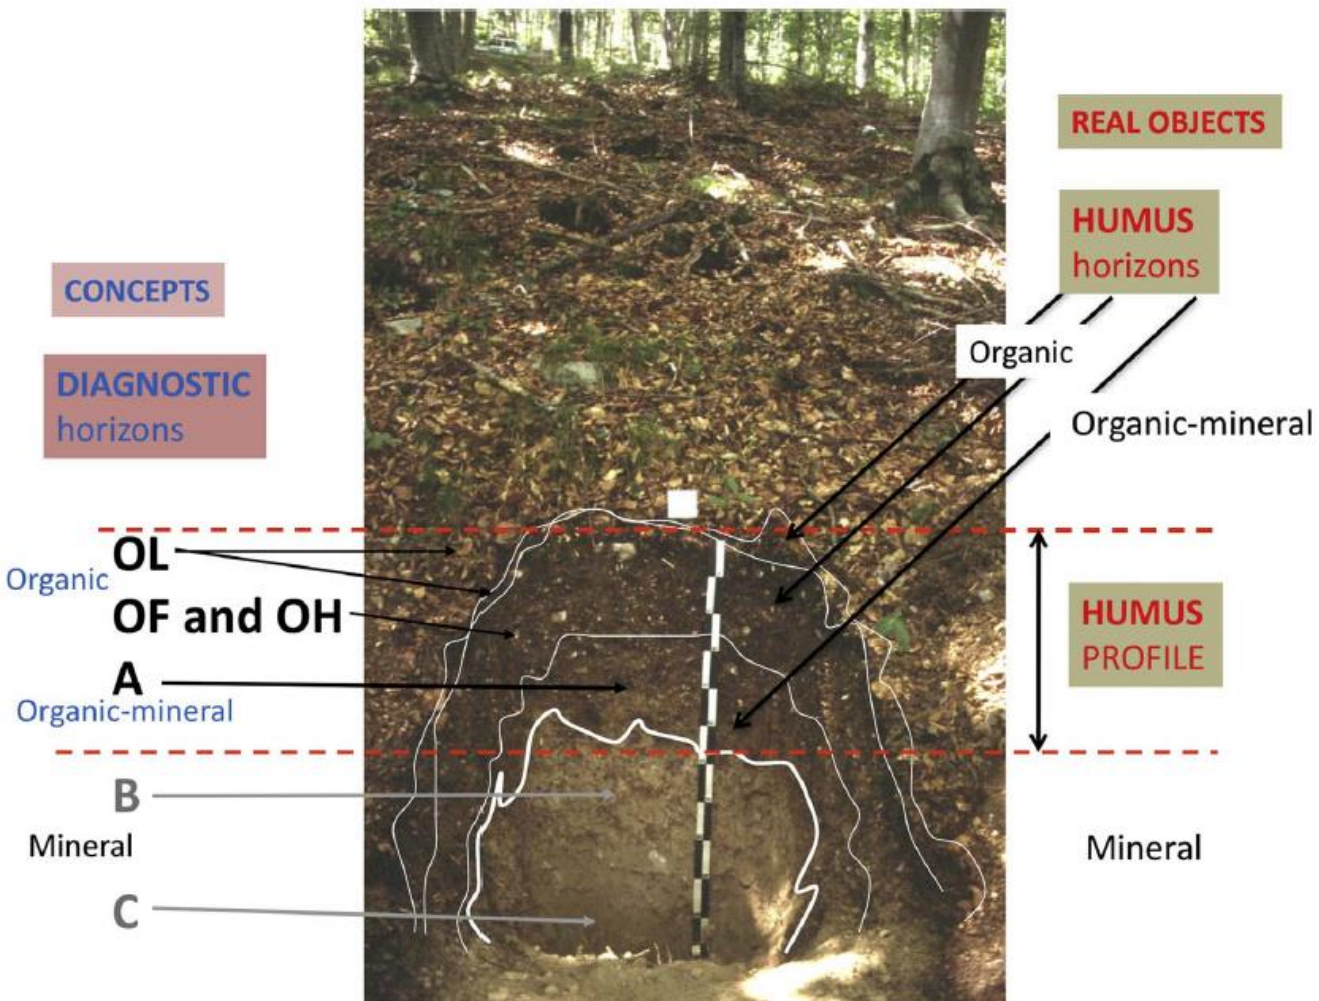 REAL OBJECTS
HUMUS
horizons
CONCEPTS
Organic
DIAGNOSTIC
horizons
Organic-mineral
OL
Organic
OF and OH
HUMUS
PROFILE
A
Organic-mineral
B
Mineral
Mineral
C